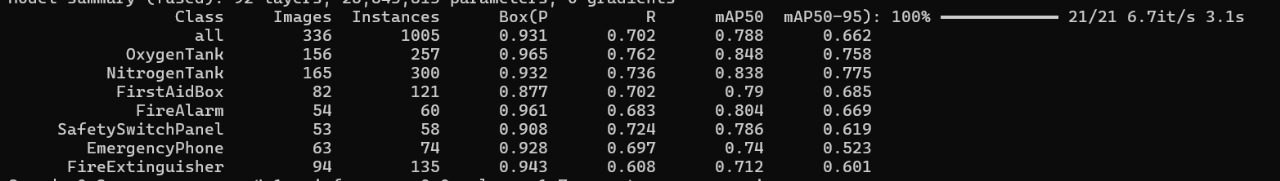 Class Images Instances Box(P R mAP50 mAP50-95): 100% ━━━━━━━━━━━━ 21/21 6.7it/s 3.1s
all 336 1005 0.931 0.702 0.788 0.662
OxygenTank 156 257 0.965 0.762 0.848 0.758
NitrogenTank 165 300 0.932 0.736 0.838 0.775
FirstAidBox 82 121 0.877 0.702 0.79 0.685
FireAlarm 54 60 0.961 0.683 0.804 0.669
SafetySwitchPanel 53 58 0.908 0.724 0.786 0.619
EmergencyPhone 63 74 0.928 0.697 0.74 0.523
FireExtinguisher 94 135 0.943 0.608 0.712 0.601